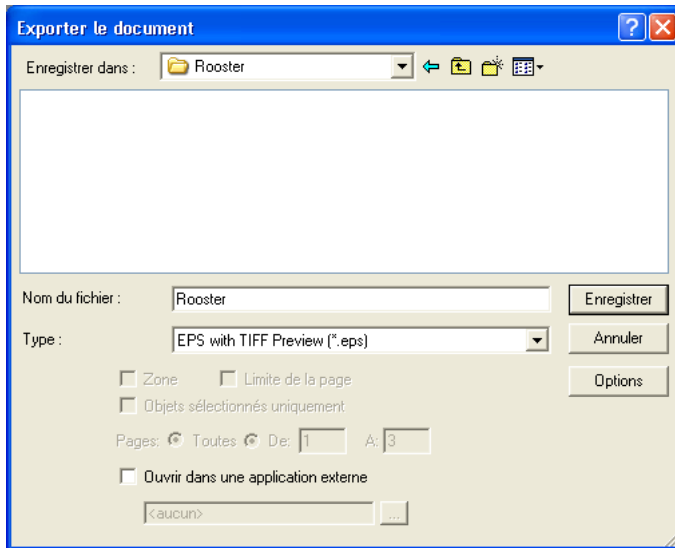 Exporter le document
Enregistrer dans : Rooster
Nom du fichier : Rooster Enregistrer
Type : EPS with TIFF Preview (*.eps) Annuler
Zone Limite de la page Options
Objets sélectionnés uniquement
Pages: Toutes De: 1 A: 3
Ouvrir dans une application externe
<aucun> ...